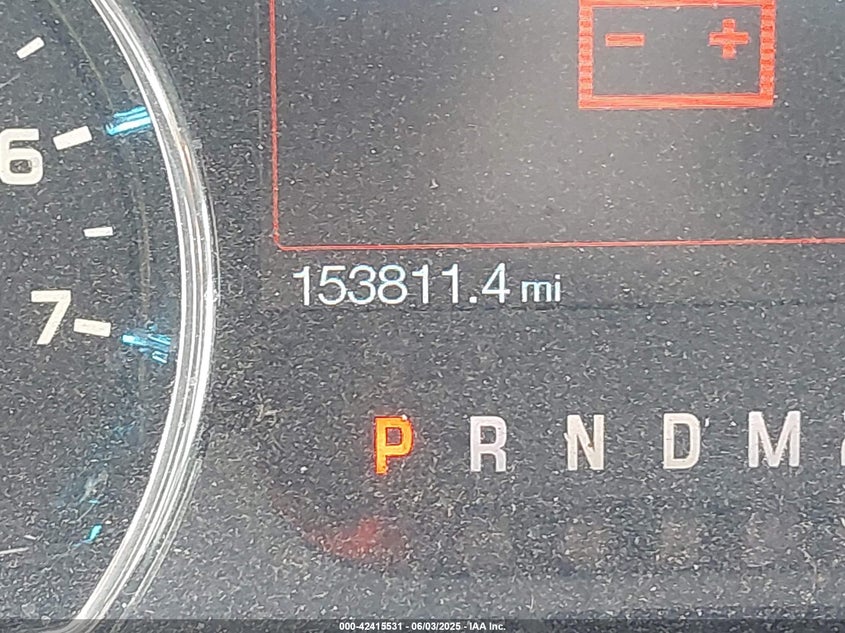 - +
6
7
153811.4 mi
P R N D M
000-42415531 - 06/03/2025 - IAA Inc.